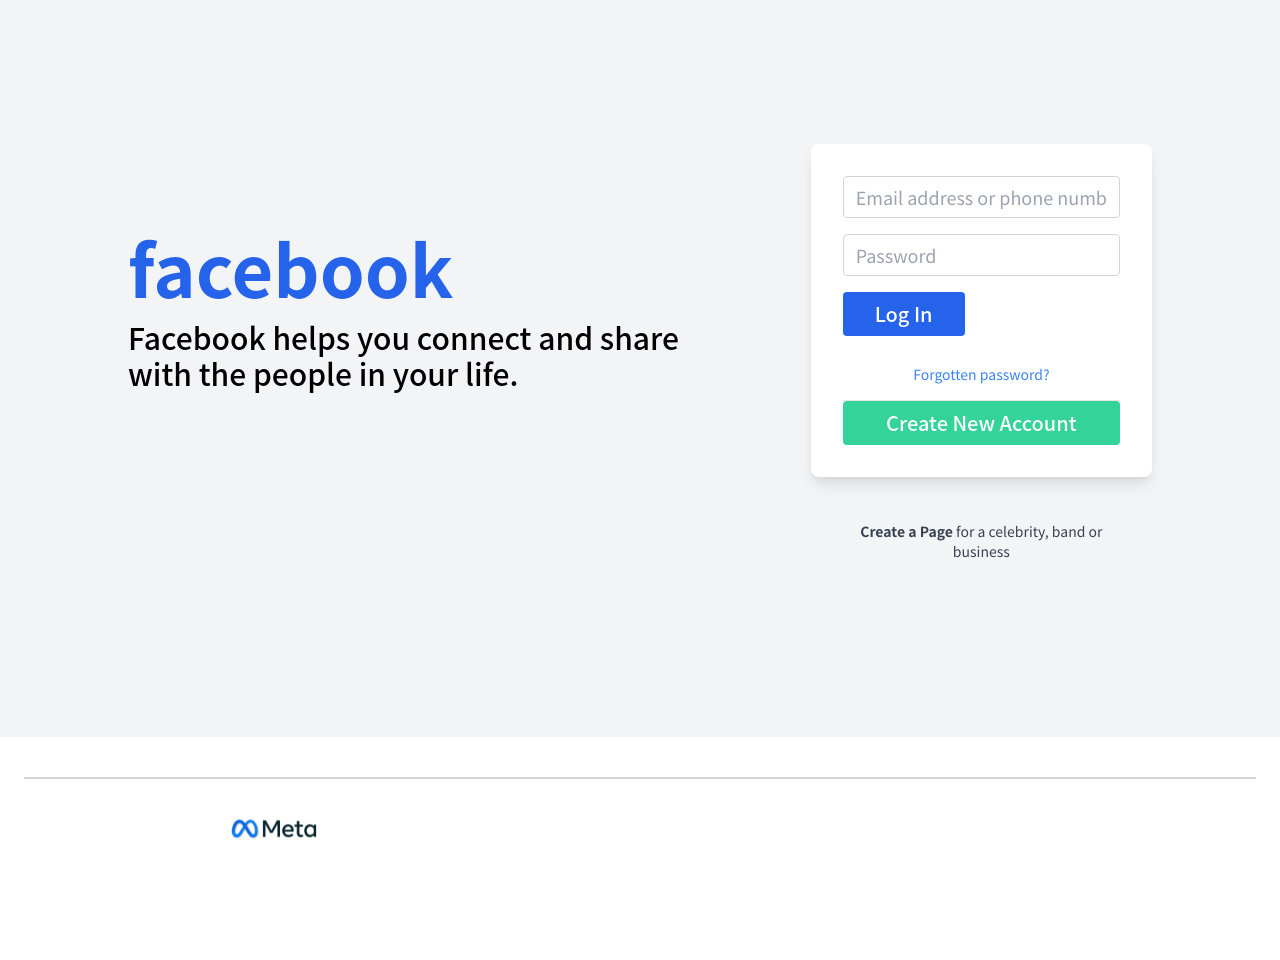 facebook
Facebook helps you connect and share
with the people in your life.
Email address or phone numb
Password
Log In
Forgotten password?
Create New Account
Create a Page for a celebrity, band or
business
Meta